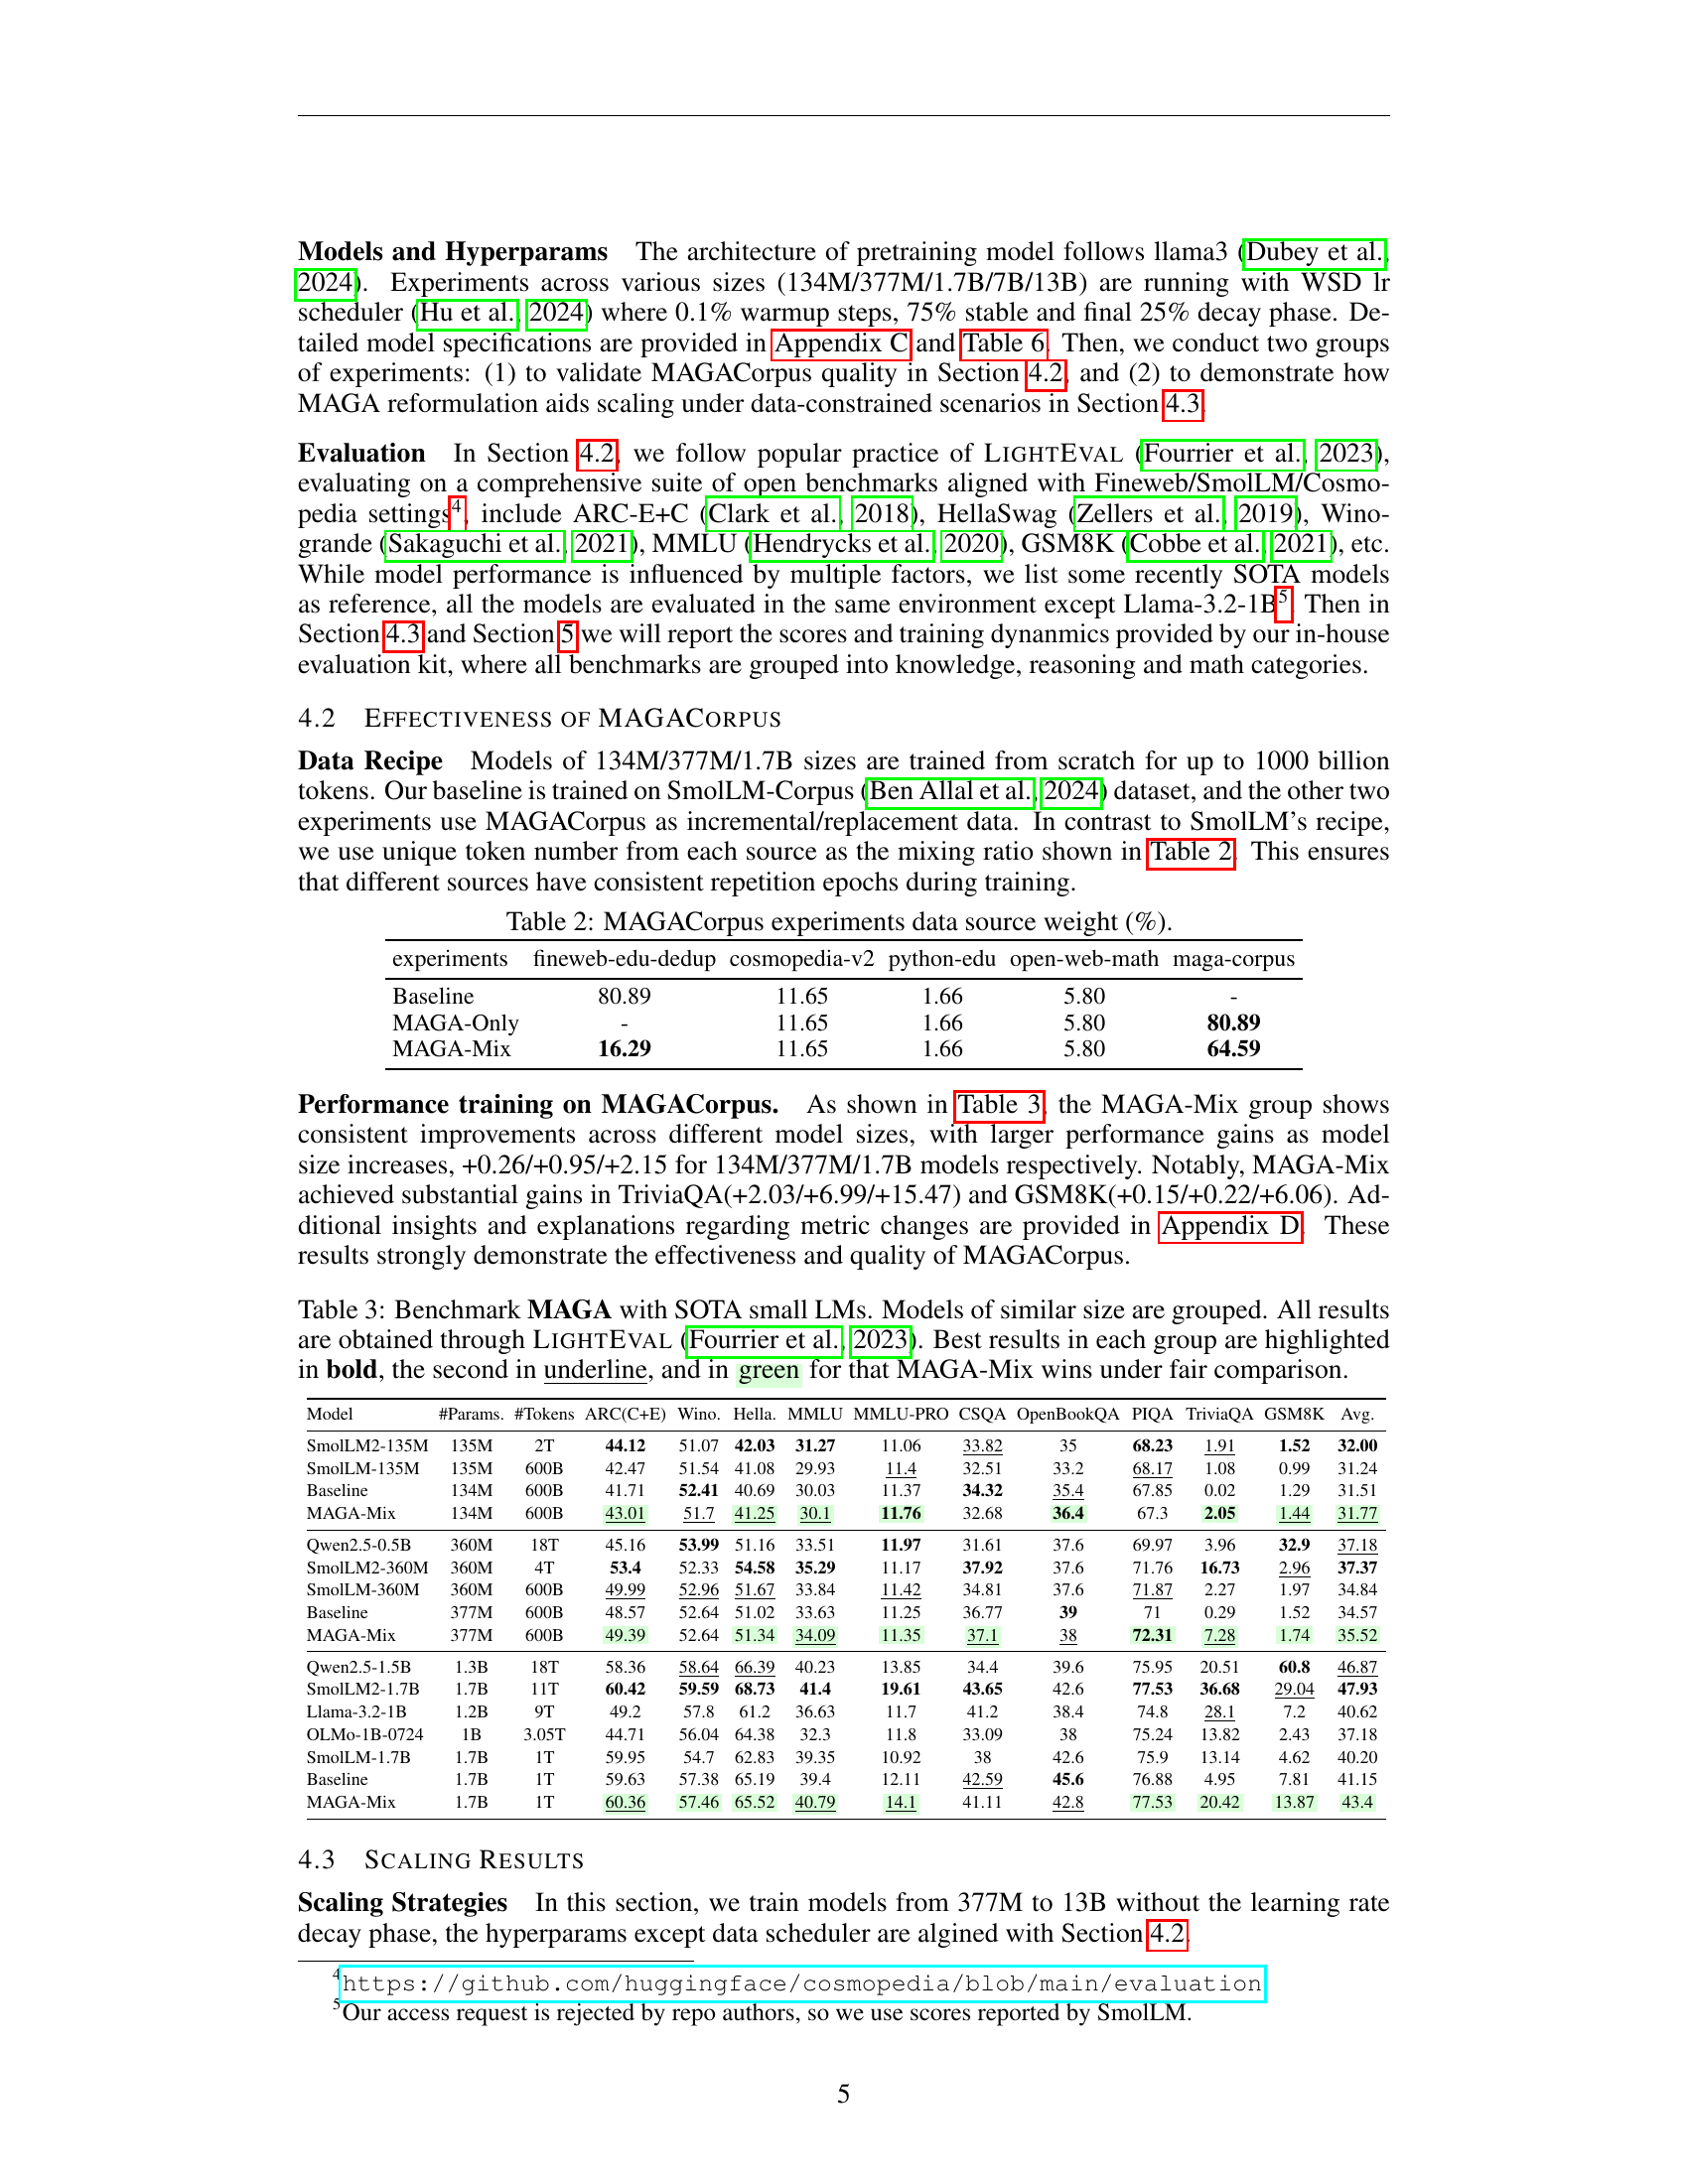 Models and Hyperparams The architecture of pretraining model follows llama3 (Dubey et al.,
2024). Experiments across various sizes (134M/377M/1.7B/7B/13B) are running with WSD lr
scheduler (Hu et al., 2024) where 0.1% warmup steps, 75% stable and final 25% decay phase. De-
tailed model specifications are provided in Appendix C and Table 6. Then, we conduct two groups
of experiments: (1) to validate MAGACorpus quality in Section 4.2, and (2) to demonstrate how
MAGA reformulation aids scaling under data-constrained scenarios in Section 4.3.
Evaluation In Section 4.2, we follow popular practice of LIGHTEVAL (Fourrier et al., 2023),
evaluating on a comprehensive suite of open benchmarks aligned with Fineweb/SmolLM/Cosmo-
pedia settings4, include ARC-E+C (Clark et al., 2018), HellaSwag (Zellers et al., 2019), Wino-
grande (Sakaguchi et al., 2021), MMLU (Hendrycks et al., 2020), GSM8K (Cobbe et al., 2021), etc.
While model performance is influenced by multiple factors, we list some recently SOTA models
as reference, all the models are evaluated in the same environment except Llama-3.2-1B5. Then in
Section 4.3 and Section 5 we will report the scores and training dynanmics provided by our in-house
evaluation kit, where all benchmarks are grouped into knowledge, reasoning and math categories.
4.2 EFFECTIVENESS OF MAGACORPUS
Data Recipe Models of 134M/377M/1.7B sizes are trained from scratch for up to 1000 billion
tokens. Our baseline is trained on SmolLM-Corpus (Ben Allal et al., 2024) dataset, and the other two
experiments use MAGACorpus as incremental/replacement data. In contrast to SmolLM's recipe,
we use unique token number from each source as the mixing ratio shown in Table 2. This ensures
that different sources have consistent repetition epochs during training.
Table 2: MAGACorpus experiments data source weight (%).
experiments fineweb-edu-dedup cosmopedia-v2 python-edu open-web-math maga-corpus
Baseline 80.89 11.65 1.66 5.80 -
MAGA-Only - 11.65 1.66 5.80 80.89
MAGA-Mix 16.29 11.65 1.66 5.80 64.59
Performance training on MAGACorpus. As shown in Table 3, the MAGA-Mix group shows
consistent improvements across different model sizes, with larger performance gains as model
size increases, +0.26/+0.95/+2.15 for 134M/377M/1.7B models respectively. Notably, MAGA-Mix
achieved substantial gains in TriviaQA(+2.03/+6.99/+15.47) and GSM8K(+0.15/+0.22/+6.06). Ad-
ditional insights and explanations regarding metric changes are provided in Appendix D. These
results strongly demonstrate the effectiveness and quality of MAGACorpus.
Table 3: Benchmark MAGA with SOTA small LMs. Models of similar size are grouped. All results
are obtained through LIGHTEVAL (Fourrier et al., 2023). Best results in each group are highlighted
in bold, the second in underline, and in green for that MAGA-Mix wins under fair comparison.
Model #Params. #Tokens ARC(C+E) Wino. Hella. MMLU MMLU-PRO CSQA OpenBookQA PIQA TriviaQA GSM8K Avg.
SmolLM2-135M 135M 2T 44.12 51.07 42.03 31.27 11.06 33.82 35 68.23 1.91 1.52 32.00
SmolLM-135M 135M 600B 42.47 51.54 41.08 29.93 11.4 32.51 33.2 68.17 1.08 0.99 31.24
Baseline 134M 600B 41.71 52.41 40.69 30.03 11.37 34.32 35.4 67.85 0.02 1.29 31.51
MAGA-Mix 134M 600B 43.01 51.7 41.25 30.1 11.76 32.68 36.4 67.3 2.05 1.44 31.77
Qwen2.5-0.5B 360M 18T 45.16 53.99 51.16 33.51 11.97 31.61 37.6 69.97 3.96 32.9 37.18
SmolLM2-360M 360M 4T 53.4 52.33 54.58 35.29 11.17 37.92 37.6 71.76 16.73 2.96 37.37
SmolLM-360M 360M 600B 49.99 52.96 51.67 33.84 11.42 34.81 37.6 71.87 2.27 1.97 34.84
Baseline 377M 600B 48.57 52.64 51.02 33.63 11.25 36.77 39 71 0.29 1.52 34.57
MAGA-Mix 377M 600B 49.39 52.64 51.34 34.09 11.35 37.1 38 72.31 7.28 1.74 35.52
Qwen2.5-1.5B 1.3B 18T 58.36 58.64 66.39 40.23 13.85 34.4 39.6 75.95 20.51 60.8 46.87
SmolLM2-1.7B 1.7B 11T 60.42 59.59 68.73 41.4 19.61 43.65 42.6 77.53 36.68 29.04 47.93
Llama-3.2-1B 1.2B 9T 49.2 57.8 61.2 36.63 11.7 41.2 38.4 74.8 28.1 7.2 40.62
OLMo-1B-0724 1B 3.05T 44.71 56.04 64.38 32.3 11.8 33.09 38 75.24 13.82 2.43 37.18
SmolLM-1.7B 1.7B 1T 59.95 54.7 62.83 39.35 10.92 38 42.6 75.9 13.14 4.62 40.20
Baseline 1.7B 1T 59.63 57.38 65.19 39.4 12.11 42.59 45.6 76.88 4.95 7.81 41.15
MAGA-Mix 1.7B 1T 60.36 57.46 65.52 40.79 14.1 41.11 42.8 77.53 20.42 13.87 43.4
4.3 SCALING RESULTS
Scaling Strategies In this section, we train models from 377M to 13B without the learning rate
decay phase, the hyperparams except data scheduler are algined with Section 4.2.
4https://github.com/huggingface/cosmopedia/blob/main/evaluation
5Our access request is rejected by repo authors, so we use scores reported by SmolLM.
5